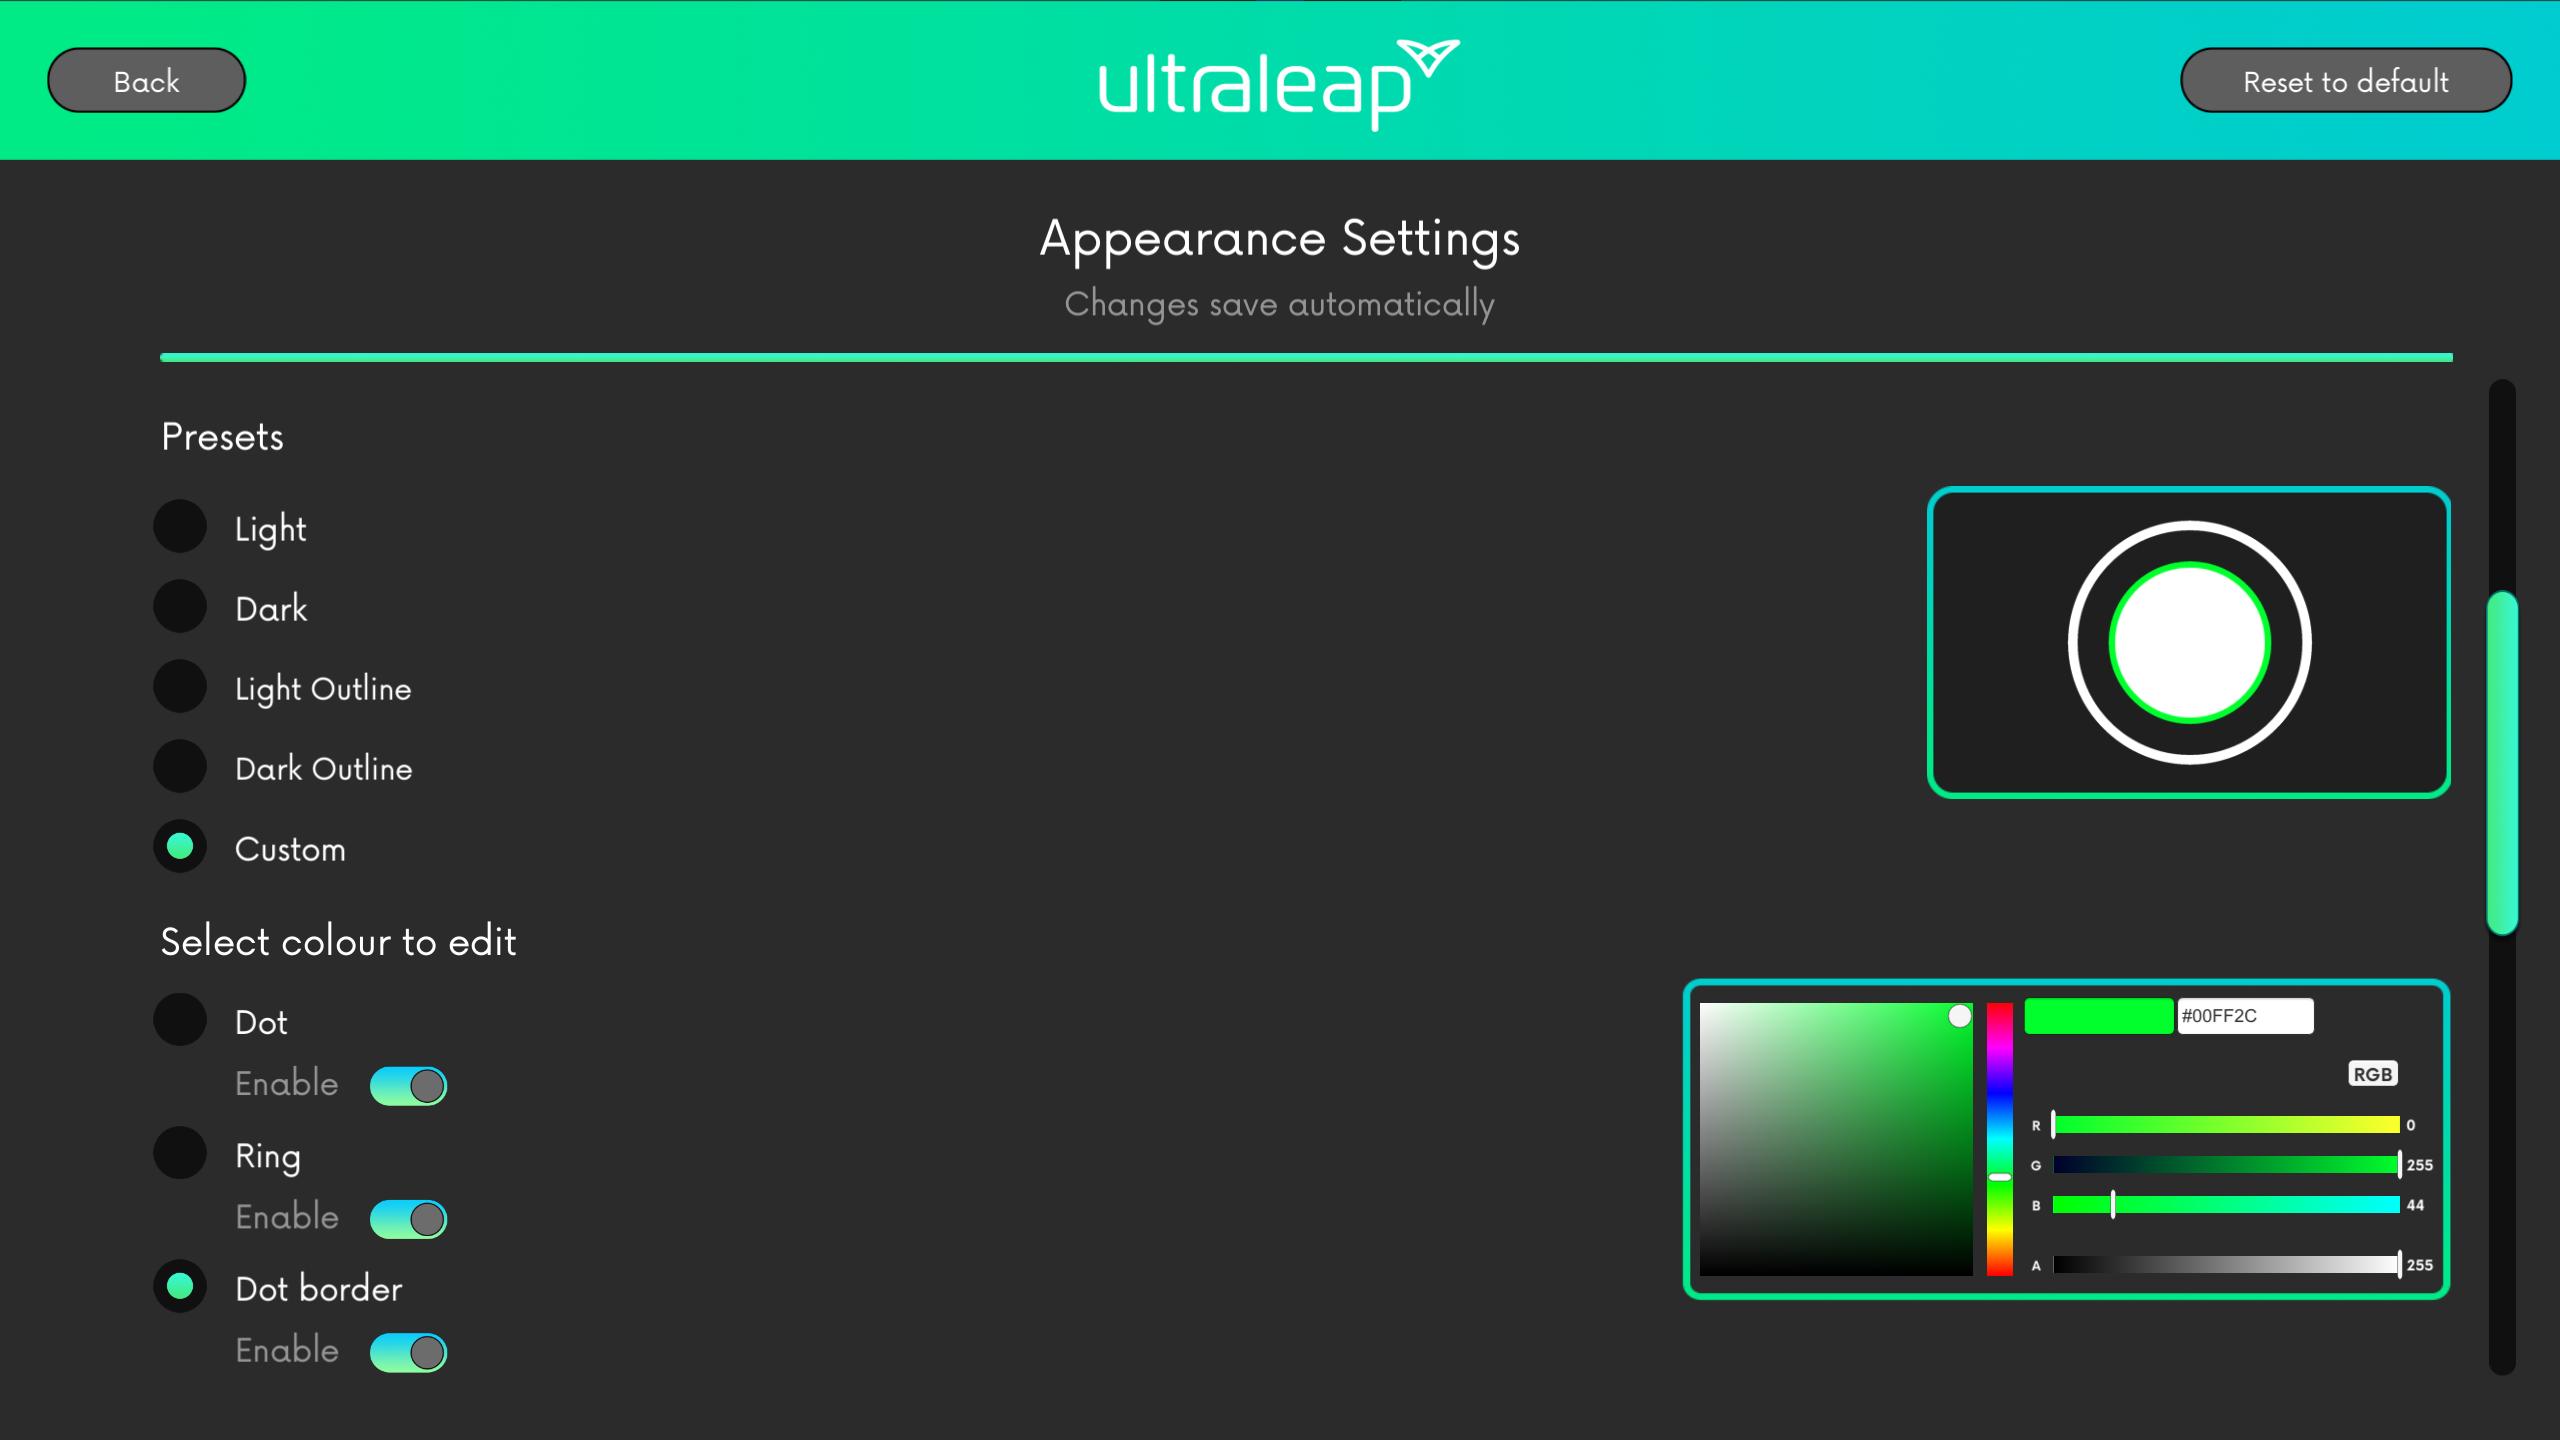 Back
ultraleap
Reset to default
Appearance Settings
Changes save automatically
Presets
Light
Dark
Light Outline
Dark Outline
Custom
Select colour to edit
Dot
Enable
Ring
Enable
Dot border
Enable
#00FF2C
RGB
R 0
G 255
B 44
A 255